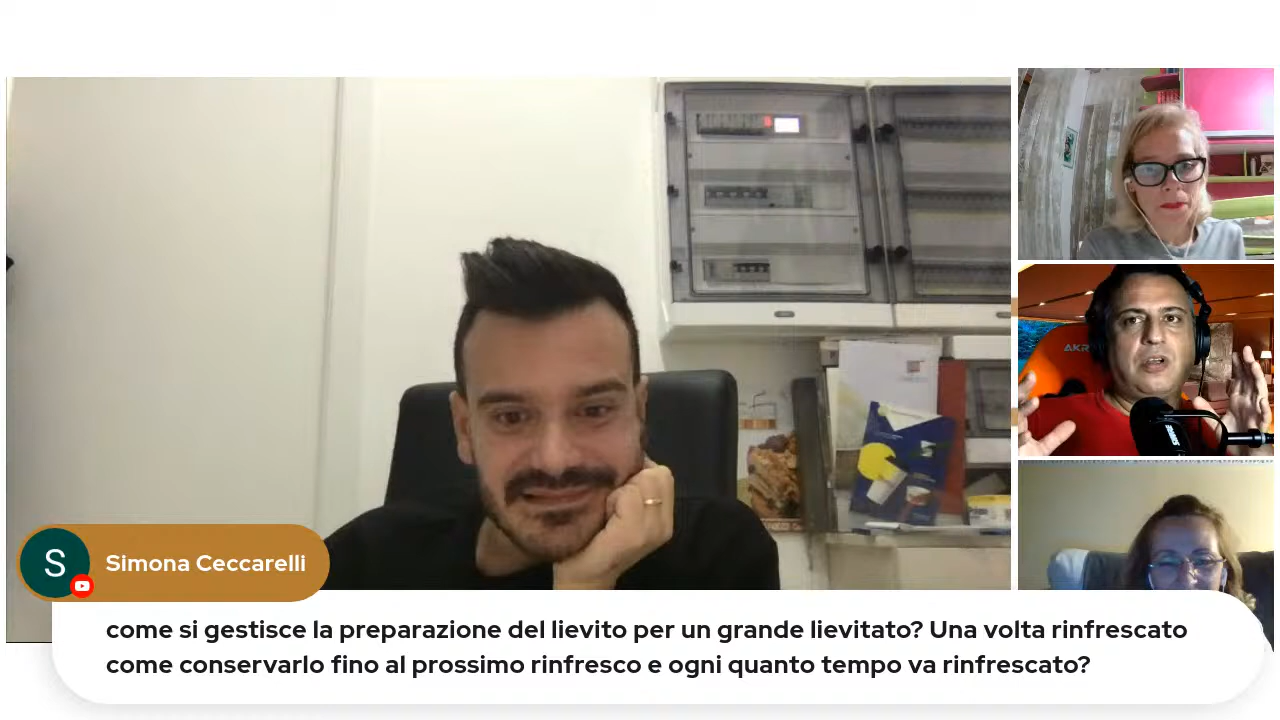 AKR
Simona Ceccarelli
S
come si gestisce la preparazione del lievito per un grande lievitato? Una volta rinfrescato
come conservarlo fino al prossimo rinfresco e ogni quanto tempo va rinfrescato?